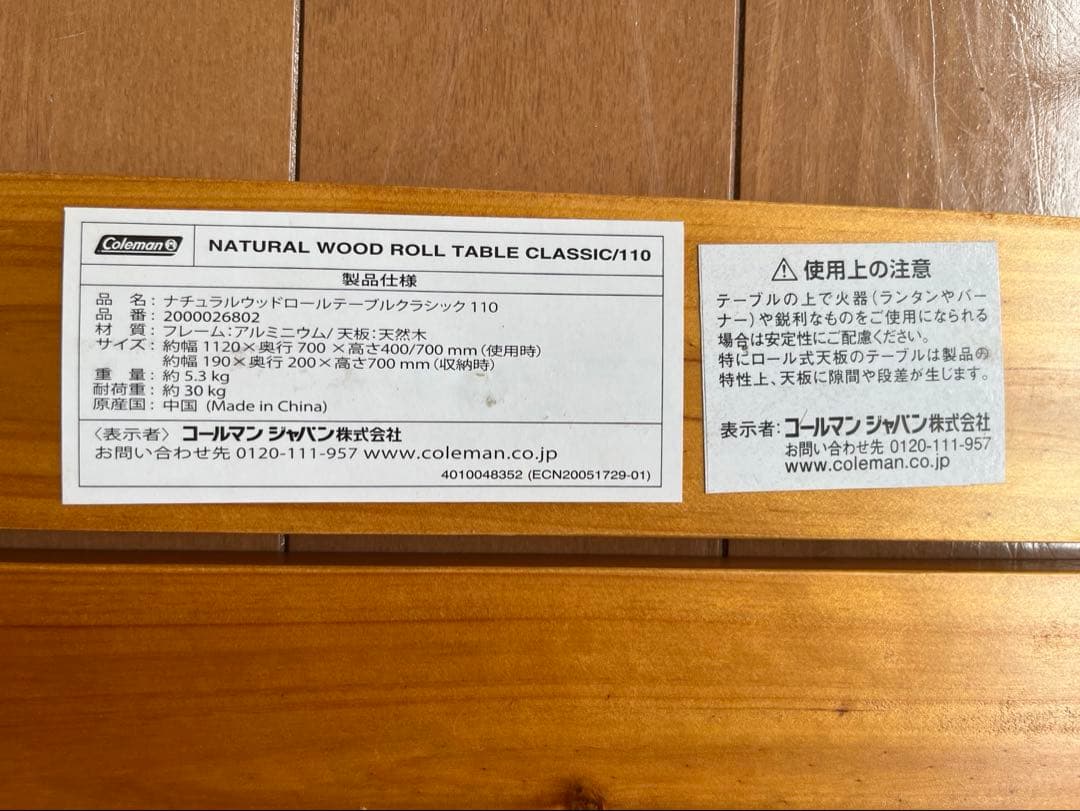 Coleman
NATURAL WOOD ROLL TABLE CLASSIC/110
製品仕様
品 名：ナチュラルウッドロールテーブルクラシック110
品 番：2000026802
材 質：フレーム：アルミニウム/ 天板：天然木
サイズ：約幅 1120×奥行 700 ×高さ400/700 mm（使用時）
約幅 190×奥行 200×高さ700 mm（収納時）
重 量：約 5.3 kg
耐荷重：約 30 kg
原産国：中国 (Made in China)
〈表示者〉コールマン ジャパン株式会社
お問い合わせ先 0120-111-957 www.coleman.co.jp
4010048352 (ECN20051729-01)
⚠ 使用上の注意
テーブルの上で火器（ランタンやバー
ナー）や鋭利なものをご使用になられる
場合は安定性にご配慮ください。
特にロール式天板のテーブルは製品の
特性上、天板に隙間や段差が生じます。
表示者：コールマン ジャパン株式会社
お問い合わせ先 0120-111-957
www.coleman.co.jp